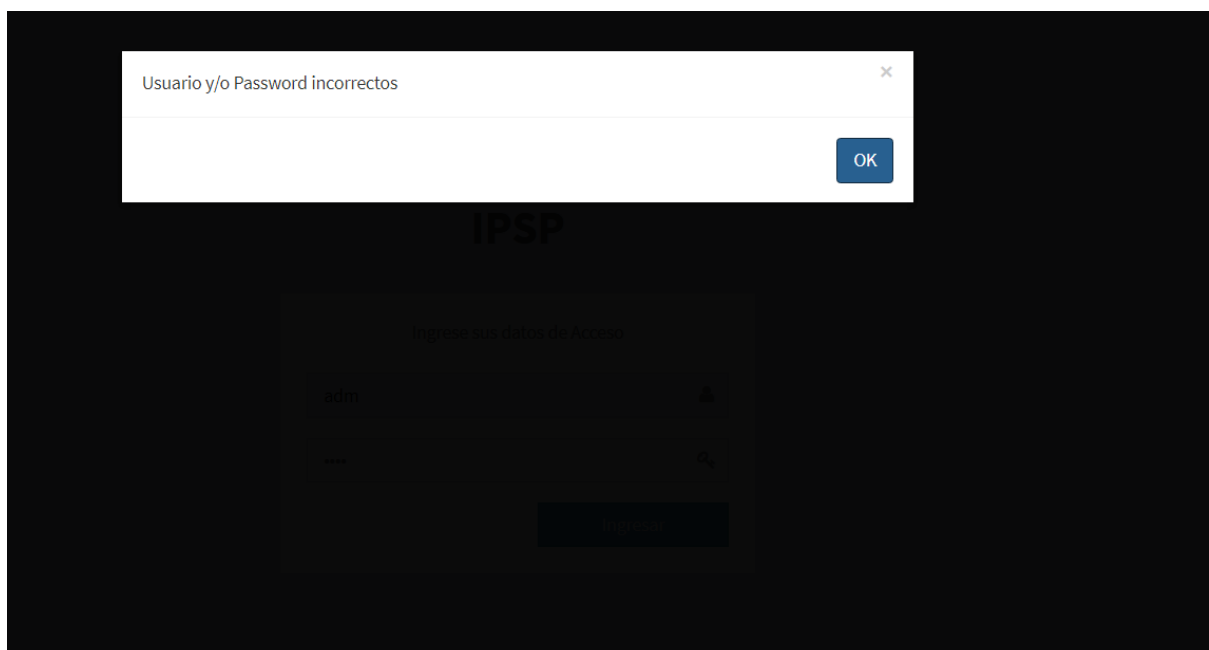 Usuario y/o Password incorrectos
×
OK
IPSP
Ingrese sus datos de Acceso
adm
••••
Ingresar